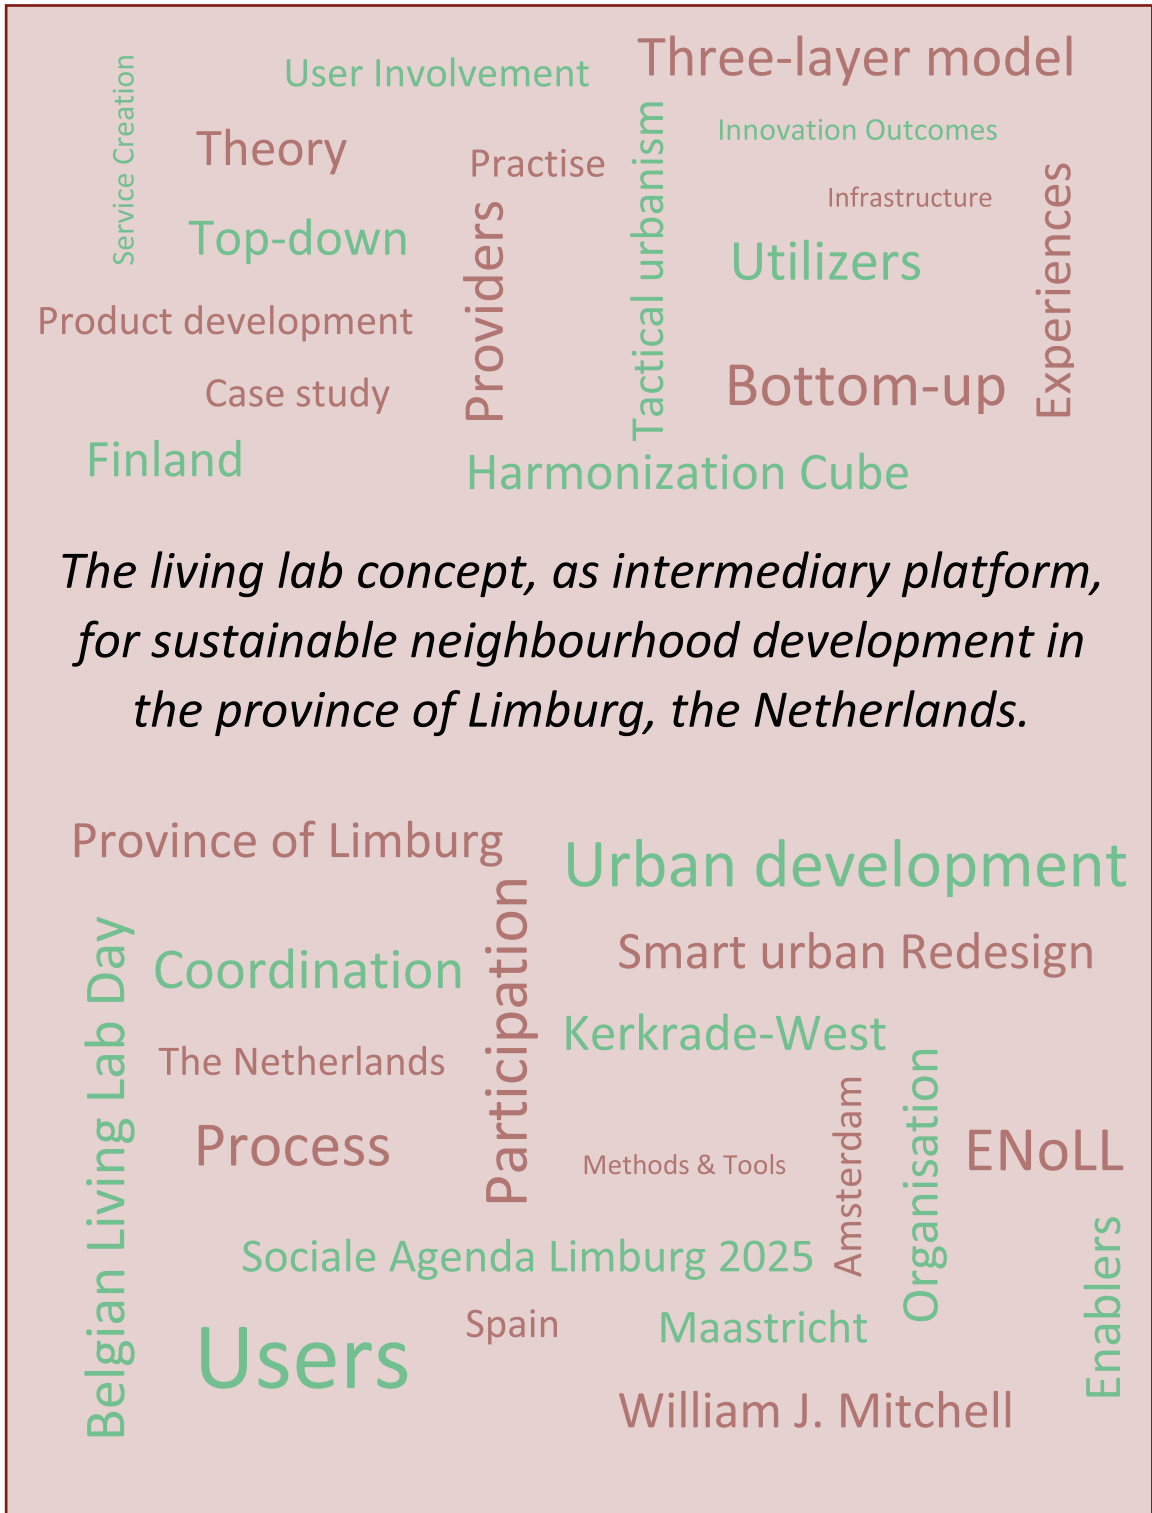 Three-layer model
User Involvement
Service Creation
Innovation Outcomes
Theory
Practise
Tactical urbanism
Infrastructure
Experiences
Top-down
Providers
Utilizers
Product development
Case study
Bottom-up
Finland
Harmonization Cube
The living lab concept, as intermediary platform,
for sustainable neighbourhood development in
the province of Limburg, the Netherlands.
Province of Limburg
Urban development
Participation
Belgian Living Lab Day
Coordination
Smart urban Redesign
Kerkrade-West
The Netherlands
Process
Methods & Tools
Amsterdam
Organisation
ENoLL
Sociale Agenda Limburg 2025
Enablers
Spain
Maastricht
Users
William J. Mitchell